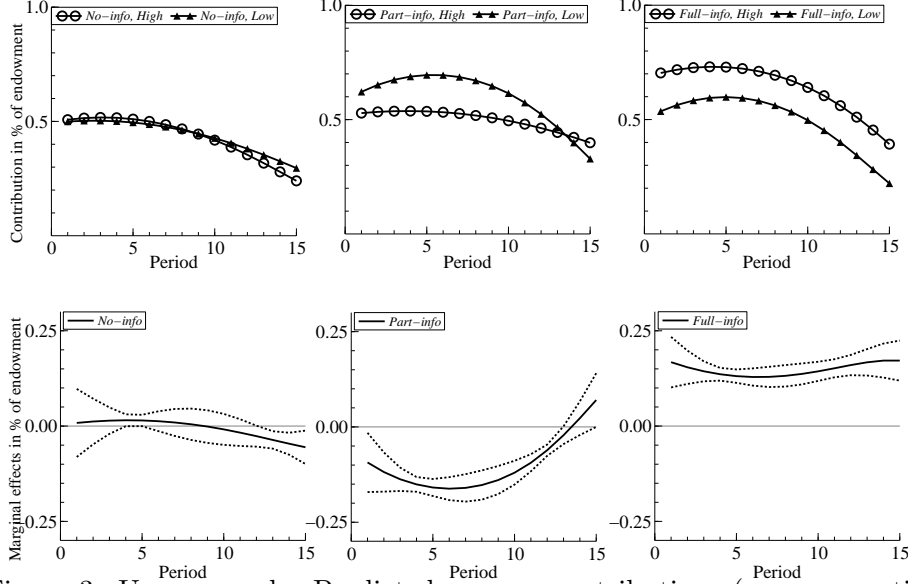 1.0 No−info, High No−info, Low
1.0 Part−info, High Part−info, Low
1.0 Full−info, High Full−info, Low
Contribution in % of endowment
0.5
0.5
0.5
0 5 10 15
0 5 10 15
0 5 10 15
Period
Period
Period
No−info
Part−info
Full−info
Marginal effects in % of endowment
0.25
0.00
−0.25
0.25
0.00
−0.25
0.25
0.00
−0.25
0 5 10 15
0 5 10 15
0 5 10 15
Period
Period
Period